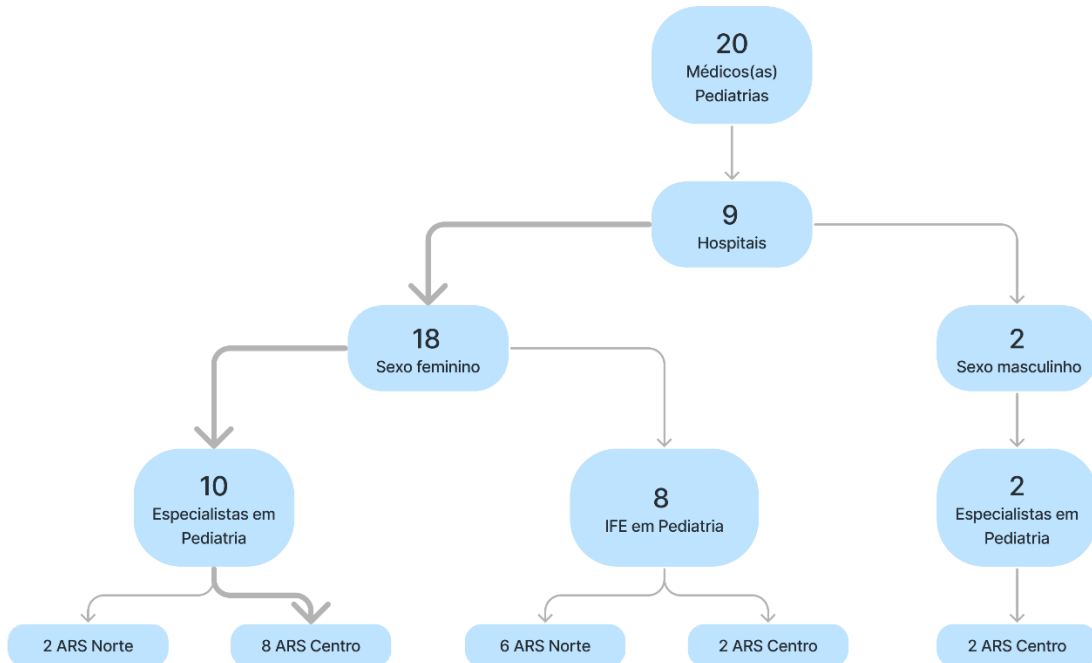 20
Médicos(as)
Pediatrias
9
Hospitais
18
Sexo feminino
2
Sexo masculinho
10
Especialistas em
Pediatria
8
IFE em Pediatria
2
Especialistas em
Pediatria
2 ARS Norte
8 ARS Centro
6 ARS Norte
2 ARS Centro
2 ARS Centro